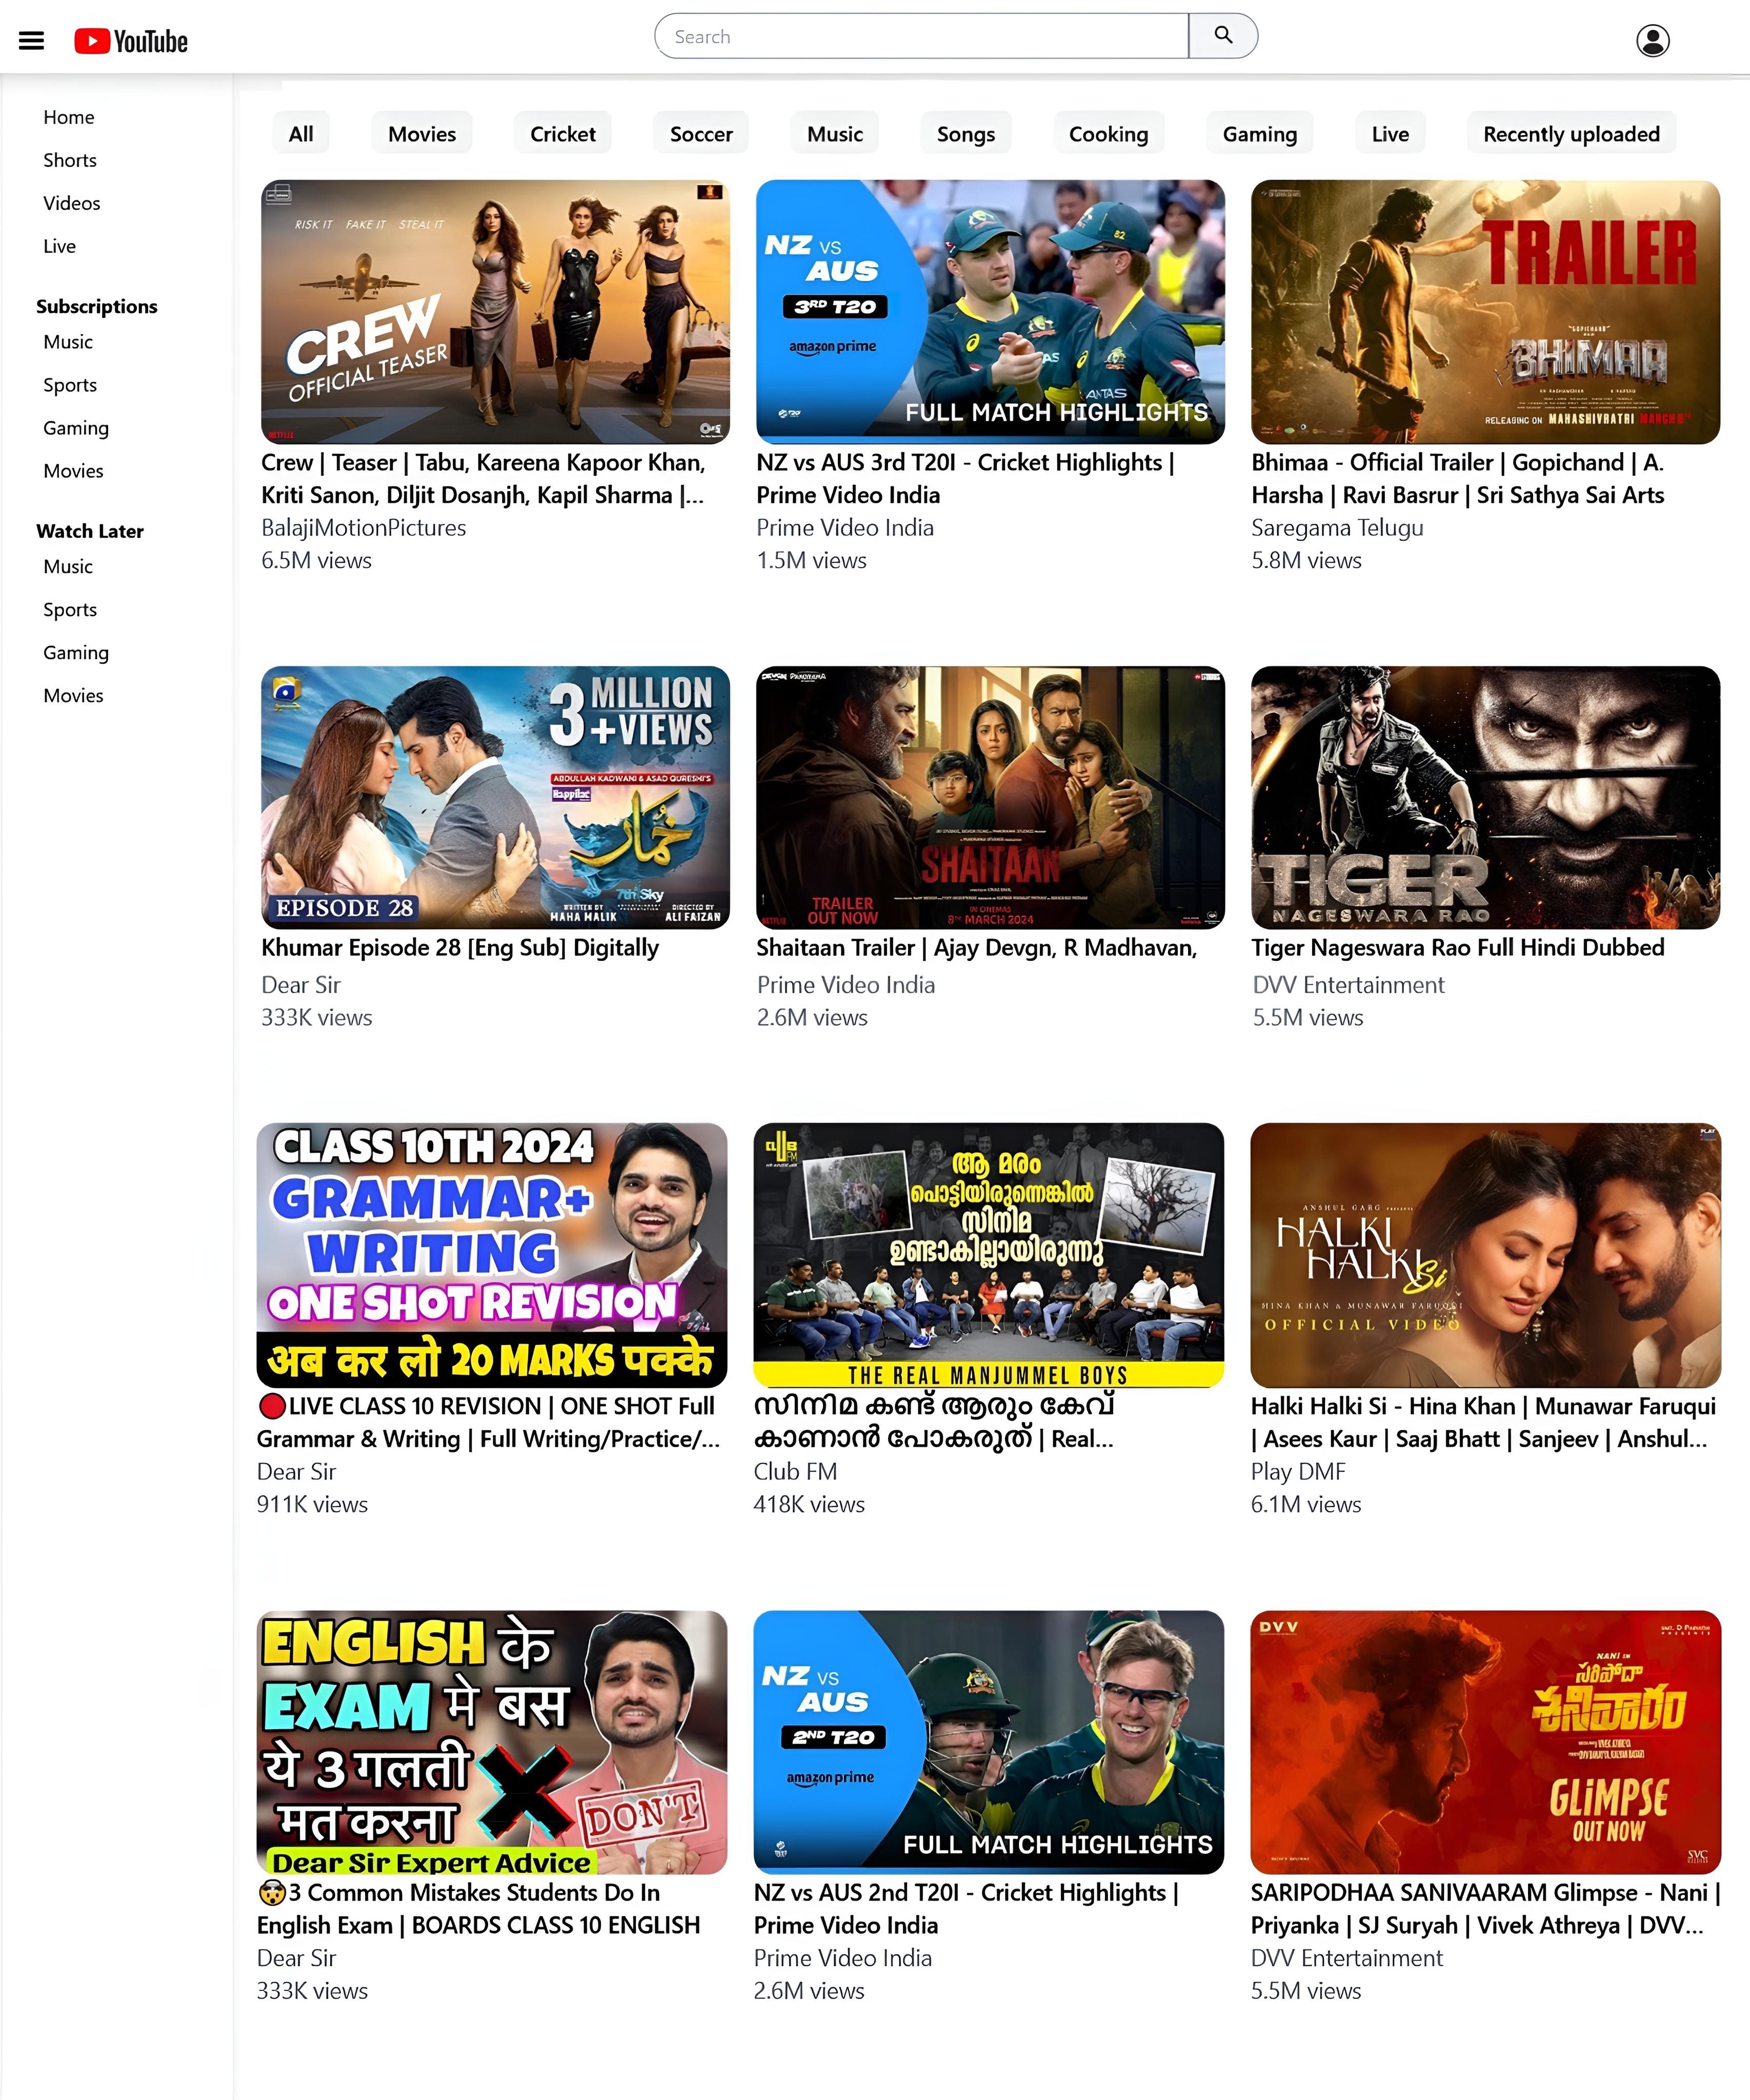 YouTube
Search
Home
Shorts
Videos
Live
Subscriptions
Music
Sports
Gaming
Movies
Watch Later
Music
Sports
Gaming
Movies
All
Movies
Cricket
Soccer
Music
Songs
Cooking
Gaming
Live
Recently uploaded
RISK IT FAKE IT STEAL IT
CREW
OFFICIAL TEASER
NETFLIX
Crew | Teaser | Tabu, Kareena Kapoor Khan,
Kriti Sanon, Diljit Dosanjh, Kapil Sharma |...
BalajiMotionPictures
6.5M views
NZ VS
AUS
3RD T20
amazon prime
82
FULL MATCH HIGHLIGHTS
NZ vs AUS 3rd T20I - Cricket Highlights |
Prime Video India
Prime Video India
1.5M views
TRAILER
"GOPICHAND"
BHIMAA
RELEASING ON MAHASHIVRATRI MARCH 8TH
Bhimaa - Official Trailer | Gopichand | A.
Harsha | Ravi Basrur | Sri Sathya Sai Arts
Saregama Telugu
5.8M views
3 MILLION
+VIEWS
ABDULLAH KADWANI & ASAD QURESHI'S
Happilac
خمار
7th Sky
EPISODE 28
WRITTEN BY
MAHA MALIK
DIRECTED BY
ALI FAIZAN
Khumar Episode 28 [Eng Sub] Digitally
Dear Sir
333K views
DEVGN PANORAMA
SHAITAAN
TRAILER
OUT NOW
IN CINEMAS
8TH MARCH 2024
NETFLIX
Shaitaan Trailer | Ajay Devgn, R Madhavan,
Prime Video India
2.6M views
TIGER
NAGESWARA RAO
Tiger Nageswara Rao Full Hindi Dubbed
DVV Entertainment
5.5M views
CLASS 10TH 2024
GRAMMAR+
WRITING
ONE SHOT REVISION
अब कर लो 20 MARKS पक्के
LIVE CLASS 10 REVISION | ONE SHOT Full
Grammar & Writing | Full Writing/Practice/...
Dear Sir
911K views
ആ മരം
പൊട്ടിയിരുന്നെങ്കിൽ
സിനിമ
ഉണ്ടാകില്ലായിരുന്നു
THE REAL MANJUMMEL BOYS
സിനിമ കണ്ട് ആരും കേവ്
കാണാൻ പോകരുത് | Real...
Club FM
418K views
PLAY
ANSHUL GARG PRESENTS
HALKI
HALKI Si
HINA KHAN & MUNAWAR FARUQUI
OFFICIAL VIDEO
Halki Halki Si - Hina Khan | Munawar Faruqui
| Asees Kaur | Saaj Bhatt | Sanjeev | Anshul...
Play DMF
6.1M views
ENGLISH के
EXAM मे बस
ये 3 गलती
मत करना
DON'T
Dear Sir Expert Advice
🤯3 Common Mistakes Students Do In
English Exam | BOARDS CLASS 10 ENGLISH
Dear Sir
333K views
NZ VS
AUS
2ND T20
amazon prime
FULL MATCH HIGHLIGHTS
NZ vs AUS 2nd T20I - Cricket Highlights |
Prime Video India
Prime Video India
2.6M views
DVV
NANI IN
సరిపోదా
శనివారం
GLIMPSE
OUT NOW
SVC
SARIPODHAA SANIVAARAM Glimpse - Nani |
Priyanka | SJ Suryah | Vivek Athreya | DVV...
DVV Entertainment
5.5M views